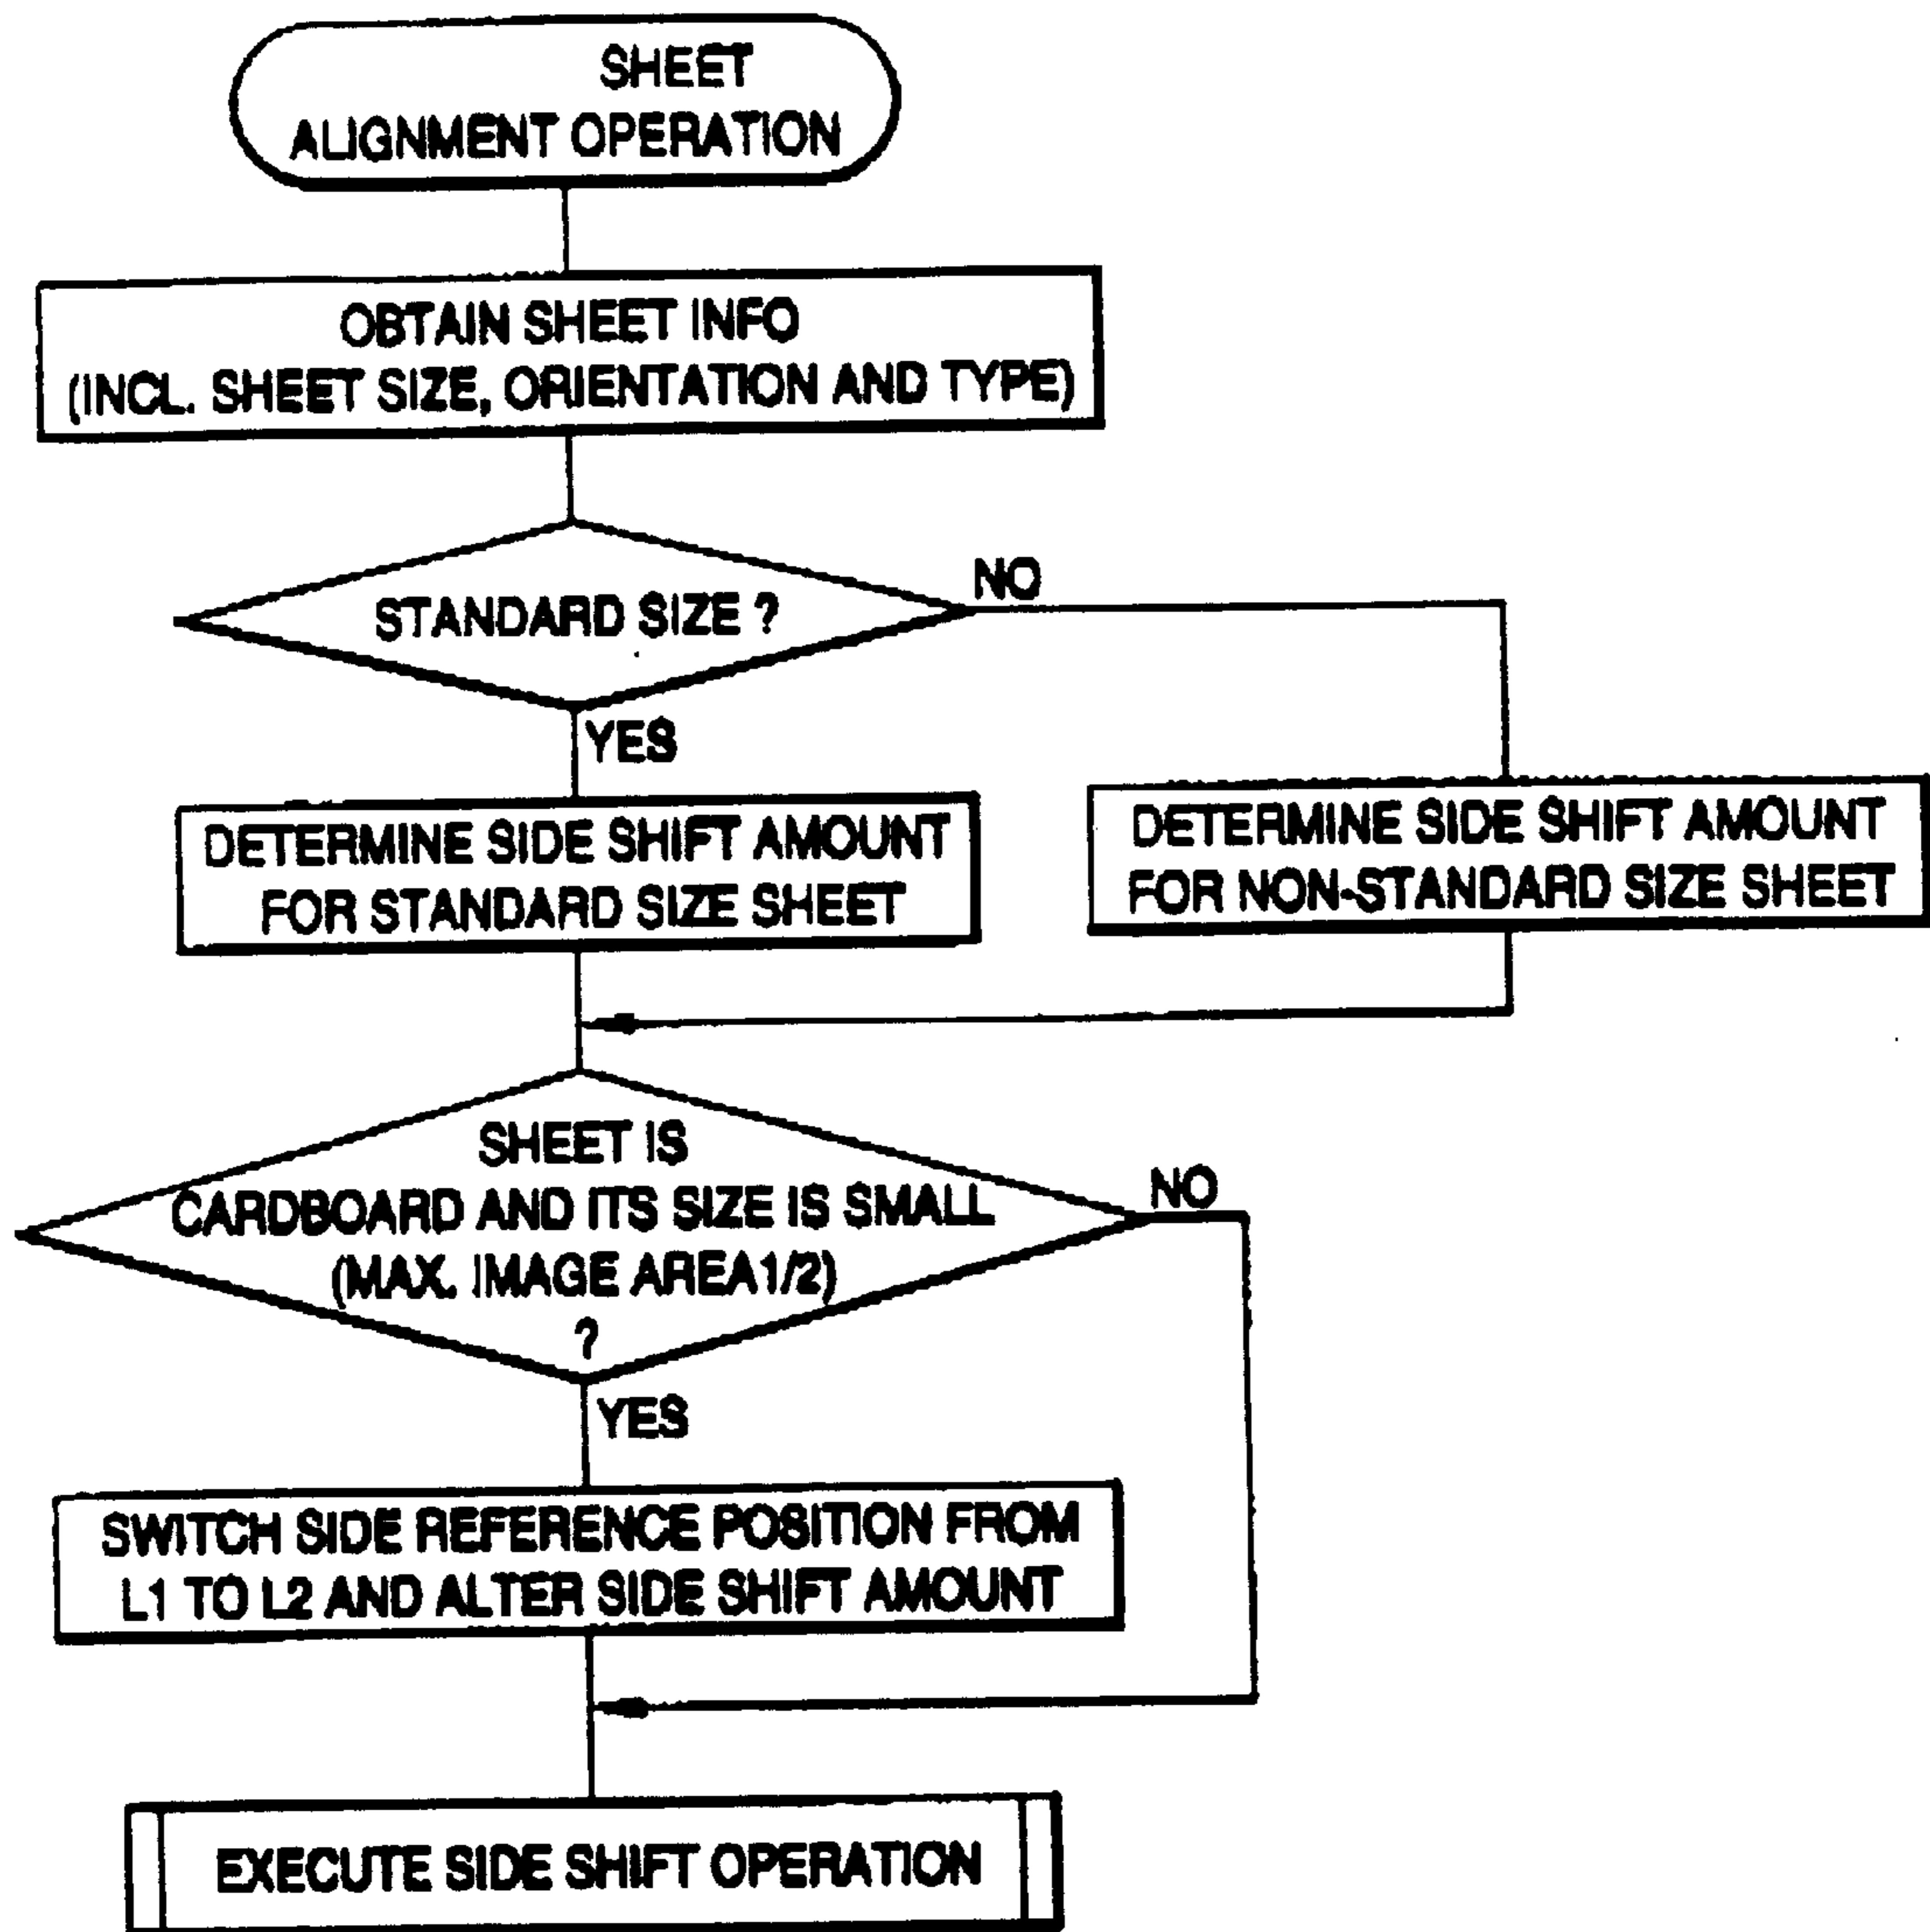 SHEET
ALIGNMENT OPERATION
OBTAIN SHEET INFO
(INCL. SHEET SIZE, ORIENTATION AND TYPE)
STANDARD SIZE ?
NO
YES
DETERMINE SIDE SHIFT AMOUNT
FOR STANDARD SIZE SHEET
DETERMINE SIDE SHIFT AMOUNT
FOR NON-STANDARD SIZE SHEET
SHEET IS
CARDBOARD AND ITS SIZE IS SMALL
(MAX. IMAGE AREA1/2)
?
NO
YES
SWITCH SIDE REFERENCE POSITION FROM
L1 TO L2 AND ALTER SIDE SHIFT AMOUNT
EXECUTE SIDE SHIFT OPERATION